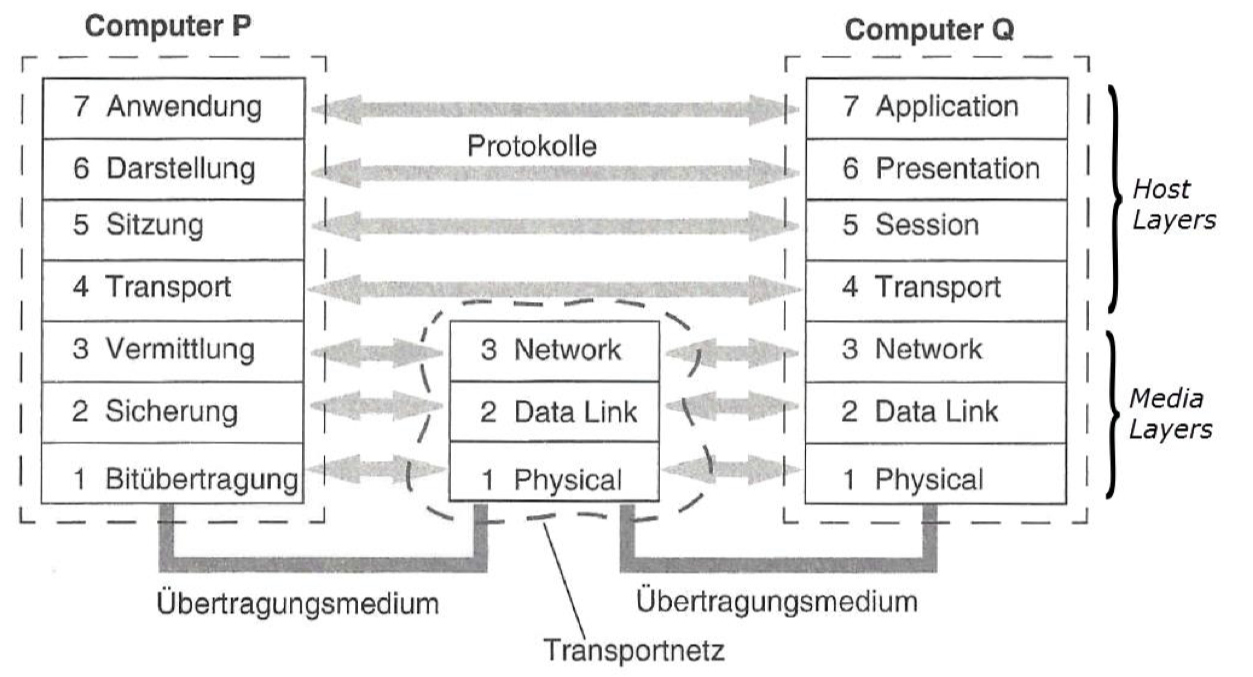 Computer P
Computer Q
7 Anwendung
6 Darstellung
5 Sitzung
4 Transport
3 Vermittlung
2 Sicherung
1 Bitübertragung
Protokolle
3 Network
2 Data Link
1 Physical
7 Application
6 Presentation
5 Session
4 Transport
3 Network
2 Data Link
1 Physical
Host
Layers
Media
Layers
Übertragungsmedium
Übertragungsmedium
Transportnetz